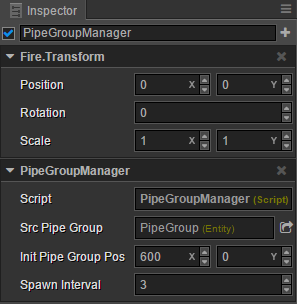 Inspector
PipeGroupManager
Fire.Transform
Position 0 X 0 Y
Rotation 0
Scale 1 X 1 Y
PipeGroupManager
Script PipeGroupManager (Script)
Src Pipe Group PipeGroup (Entity)
Init Pipe Group Pos 600 X 0 Y
Spawn Interval 3